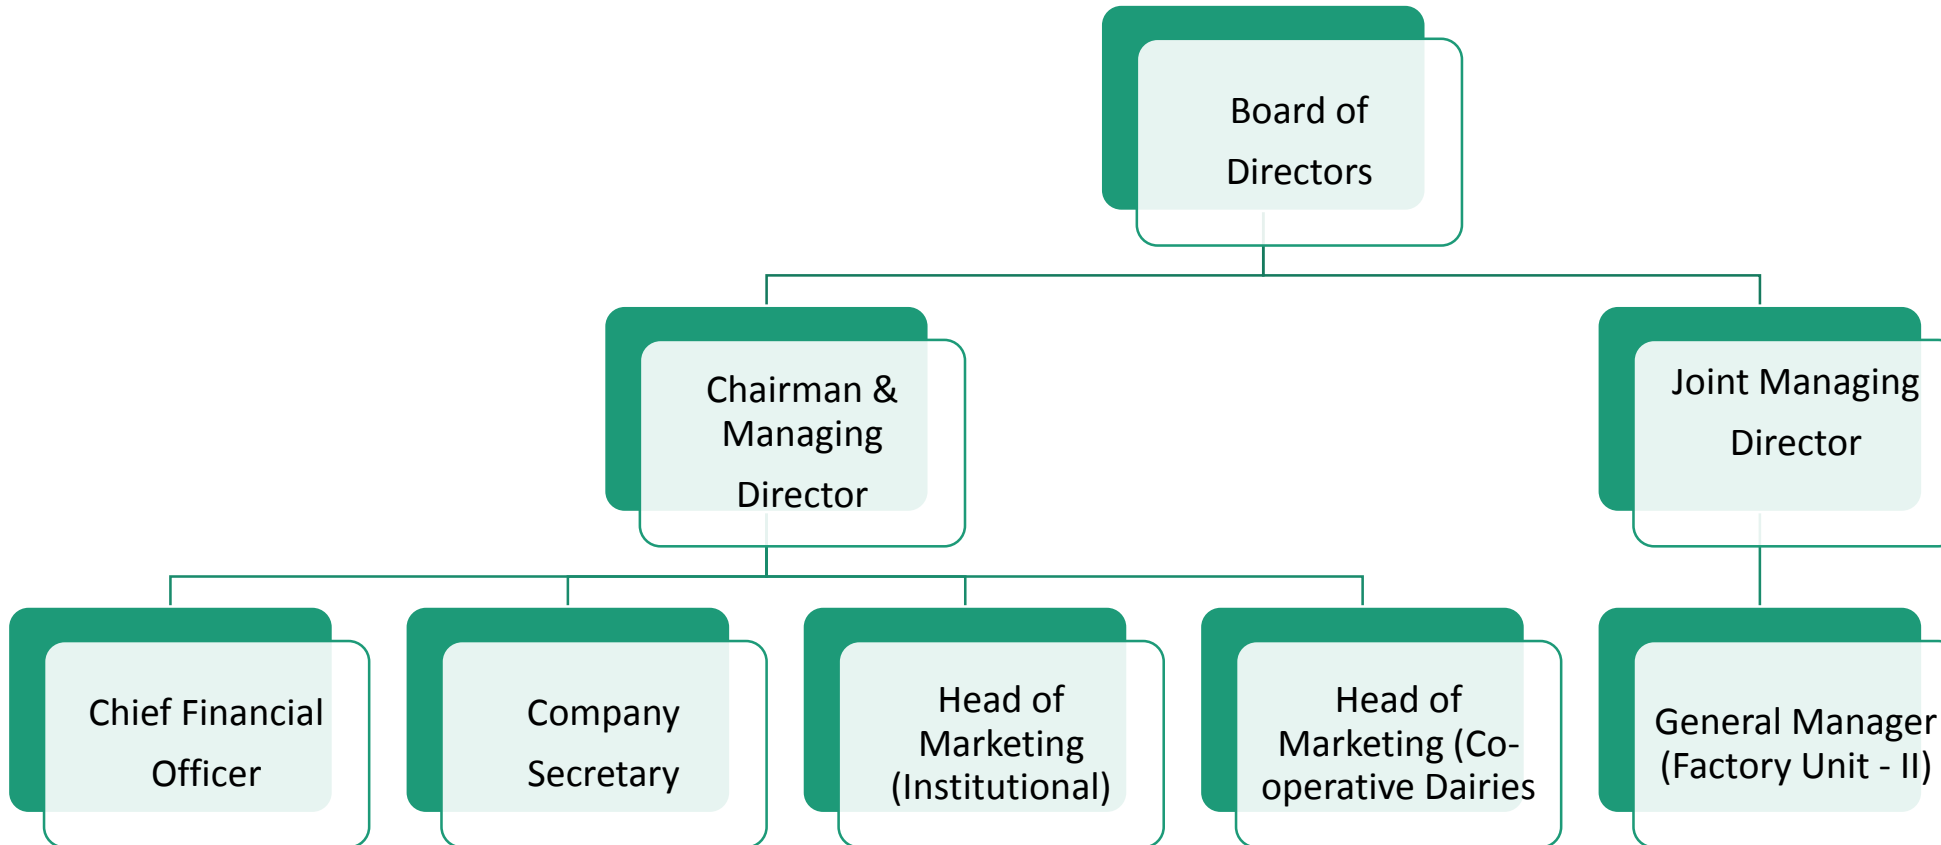 Board of
Directors
Chairman &
Managing
Director
Joint Managing
Director
Chief Financial
Officer
Company
Secretary
Head of
Marketing
(Institutional)
Head of
Marketing (Co-
operative Dairies
General Manager
(Factory Unit - II)